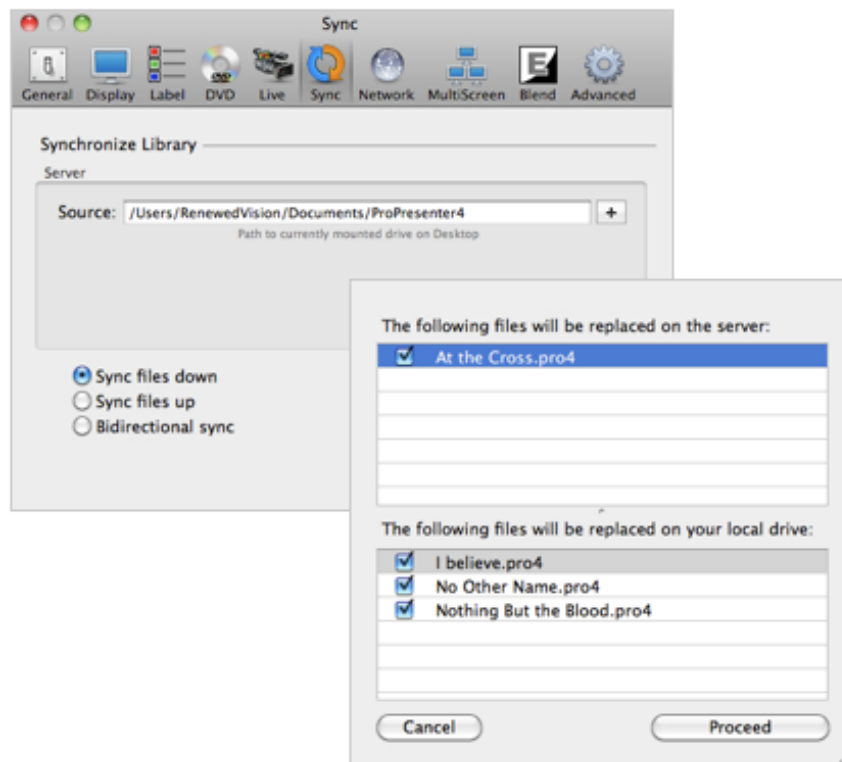 Sync
General Display Label DVD Live Sync Network MultiScreen Blend Advanced
Synchronize Library
Server
Source: /Users/RenewedVision/Documents/ProPresenter4 +
Path to currently mounted drive on Desktop
Sync files down
Sync files up
Bidirectional sync
The following files will be replaced on the server:
At the Cross.pro4
The following files will be replaced on your local drive:
I believe.pro4
No Other Name.pro4
Nothing But the Blood.pro4
Cancel Proceed